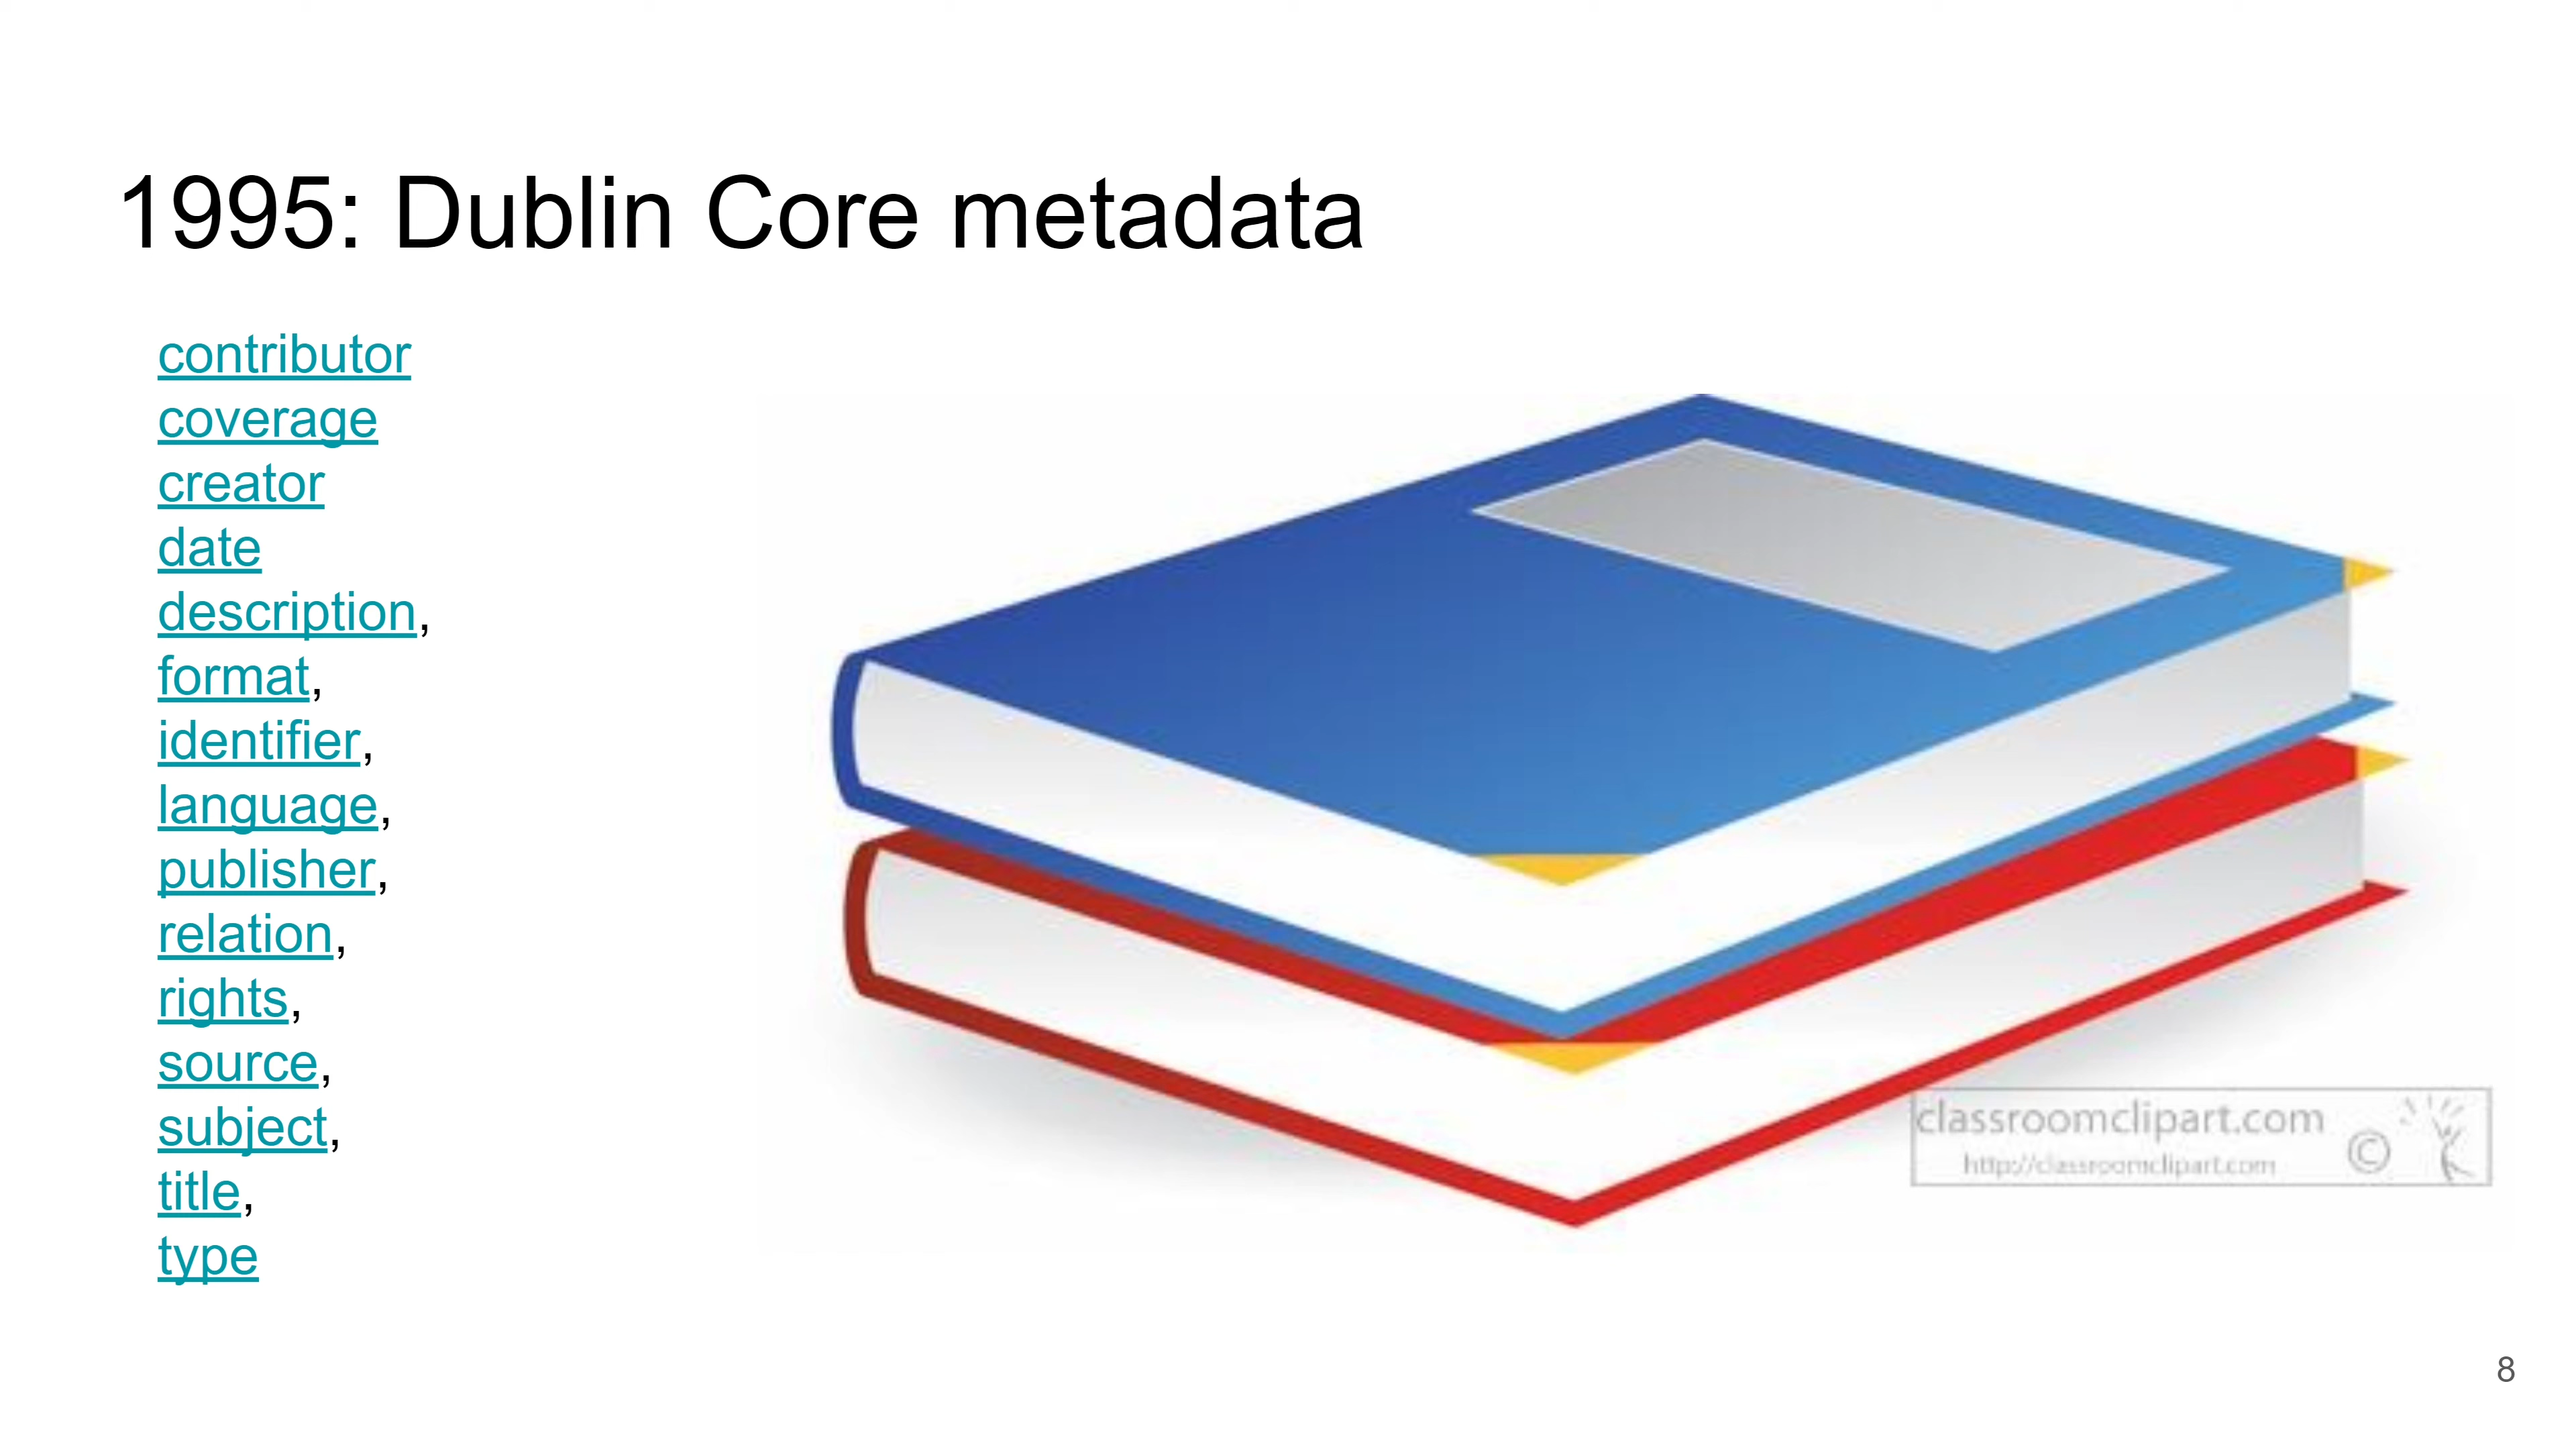 1995: Dublin Core metadata
contributor
coverage
creator
date
description,
format,
identifier,
language,
publisher,
relation,
rights,
source,
subject,
title,
type
classroomclipart.com
http://classroomclipart.com
©
8